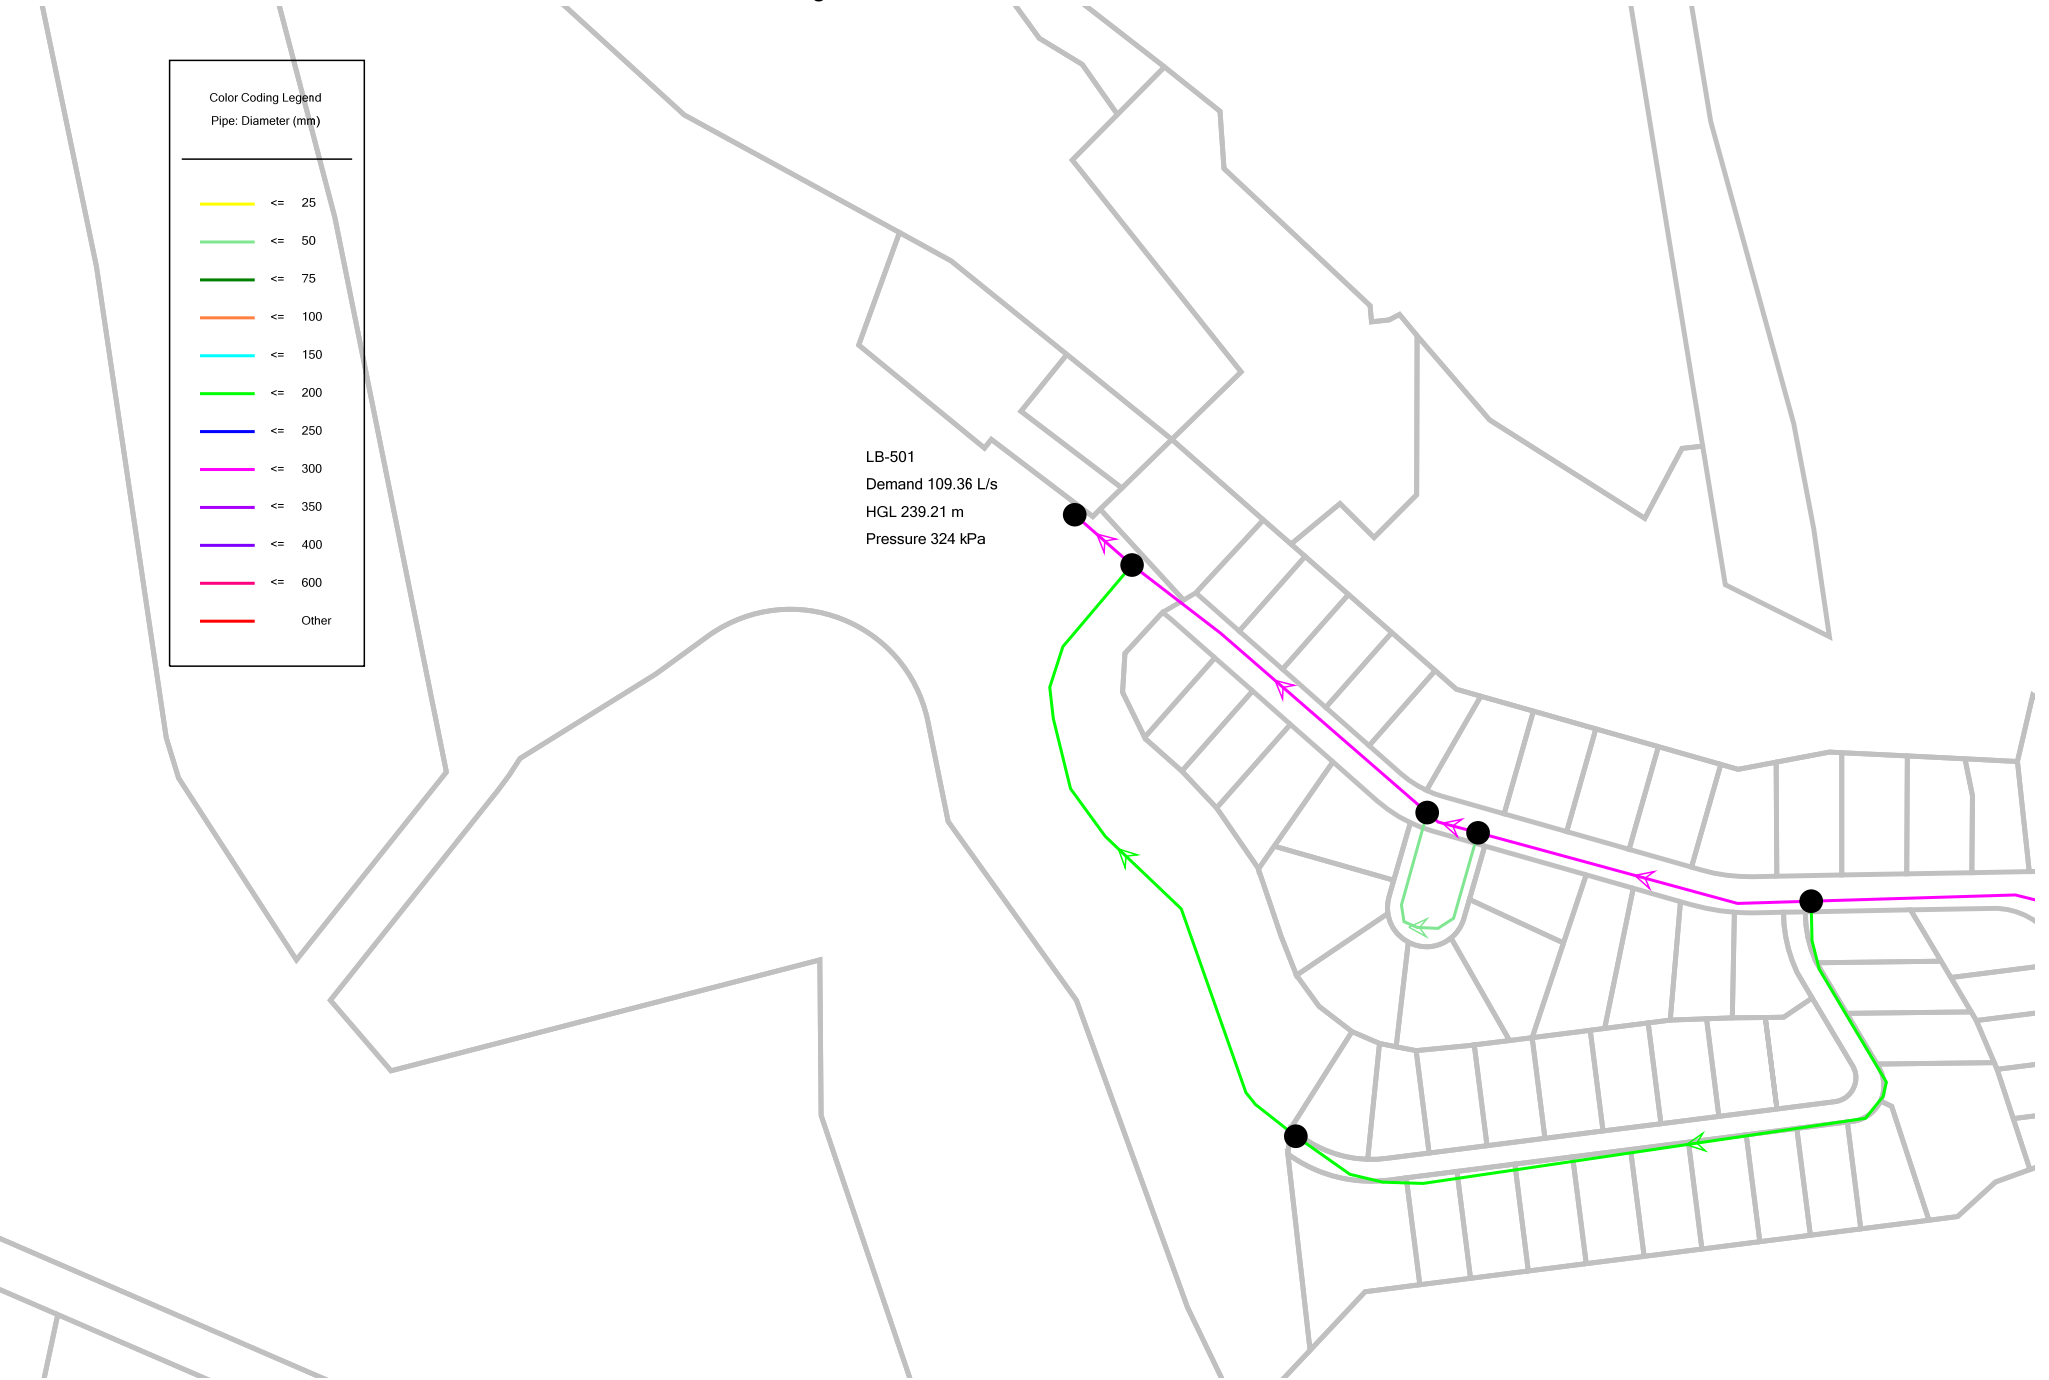 Color Coding Legend
Pipe: Diameter (mm)
<= 25
<= 50
<= 75
<= 100
<= 150
<= 200
<= 250
<= 300
<= 350
<= 400
<= 600
Other
LB-501
Demand 109.36 L/s
HGL 239.21 m
Pressure 324 kPa